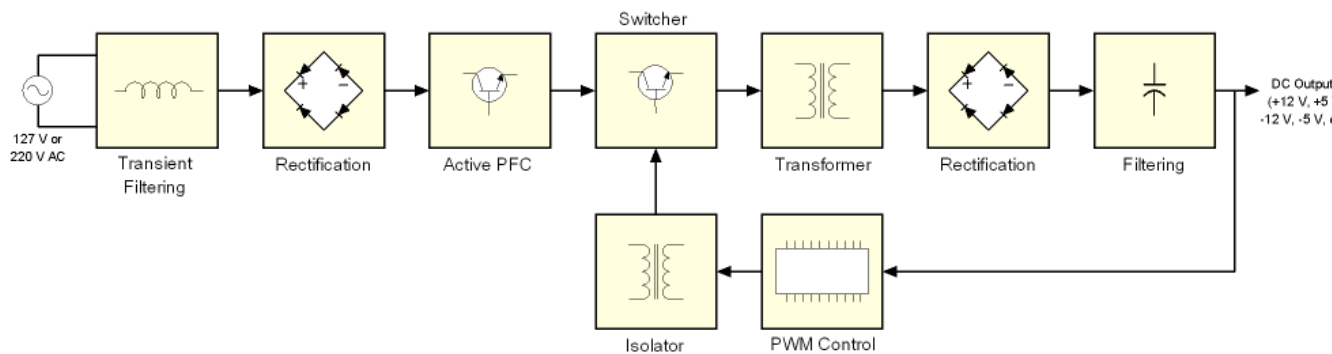 Switcher
127 V or
220 V AC
Transient
Filtering
Rectification
Active PFC
Transformer
Rectification
Filtering
DC Output
(+12 V, +5
-12 V, -5 V,
Isolator
PWM Control
+
−
+
−